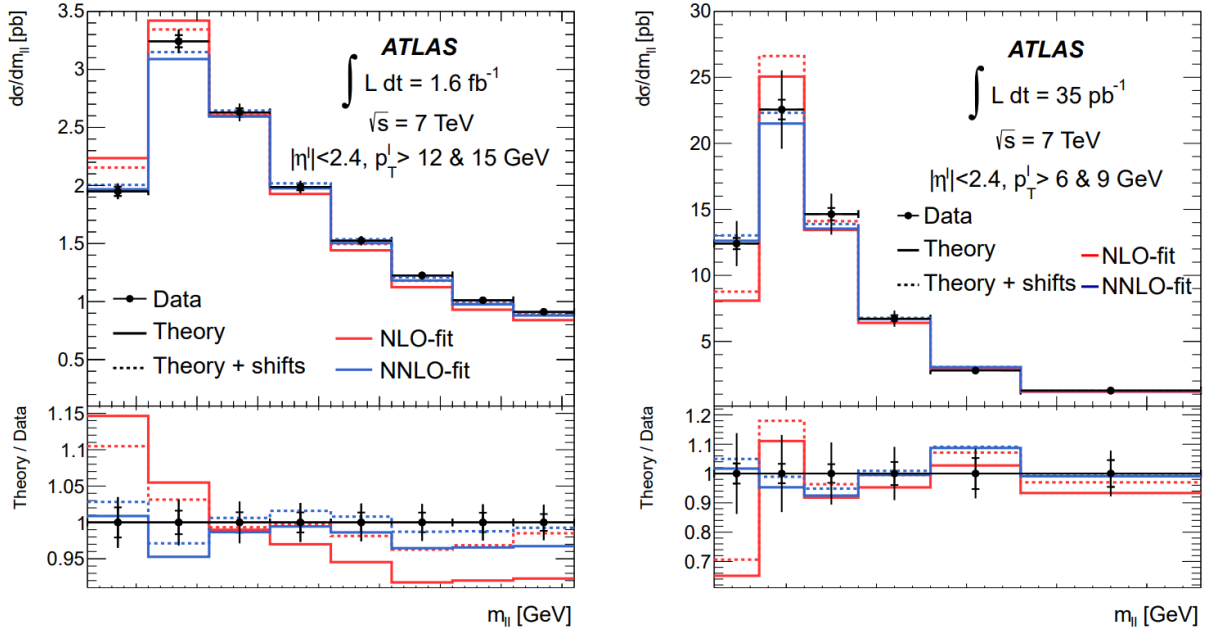 dσ/dm_ll [pb]
3.5
3
2.5
2
1.5
1
0.5
ATLAS
∫ L dt = 1.6 fb⁻¹
√s = 7 TeV
|η^l|<2.4, p_T^l> 12 & 15 GeV
Data
Theory
Theory + shifts
NLO-fit
NNLO-fit
Theory / Data
1.15
1.1
1.05
1
0.95
m_ll [GeV]
dσ/dm_ll [pb]
30
25
20
15
10
5
ATLAS
∫ L dt = 35 pb⁻¹
√s = 7 TeV
|η^l|<2.4, p_T^l> 6 & 9 GeV
Data
Theory
Theory + shifts
NLO-fit
NNLO-fit
Theory / Data
1.2
1.1
1
0.9
0.8
0.7
m_ll [GeV]